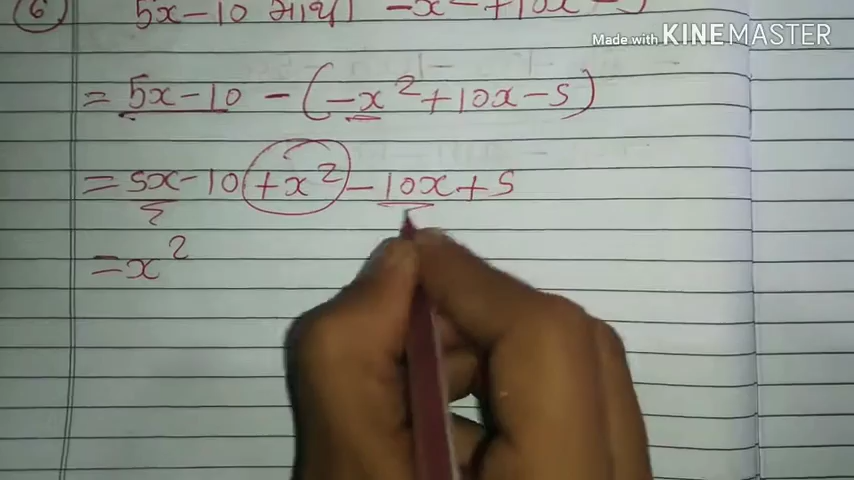 Made with KINEMASTER
6 5x-10 માંથી -x²+10x-5
= 5x-10 - (-x²+10x-5)
= 5x-10 +x² -10x+5
= x²